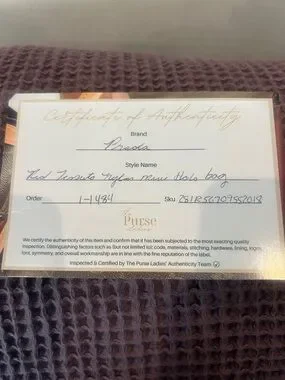 Certificate of Authenticity
Brand
Prada
Style Name
Red Tessuto Nylon Mini Hobo bag
Order 1-1484 Sku
The Purse Ladies
We certify the authenticity of this item and confirm that it has been subjected to the most exacting quality
inspection. Distinguishing factors such as (but not limited to): code, materials, stitching, hardware, lining, logos,
font, symmetry, and overall workmanship are in line with the fine reputation of the label.
Inspected & Certified by The Purse Ladies' Authenticity Team